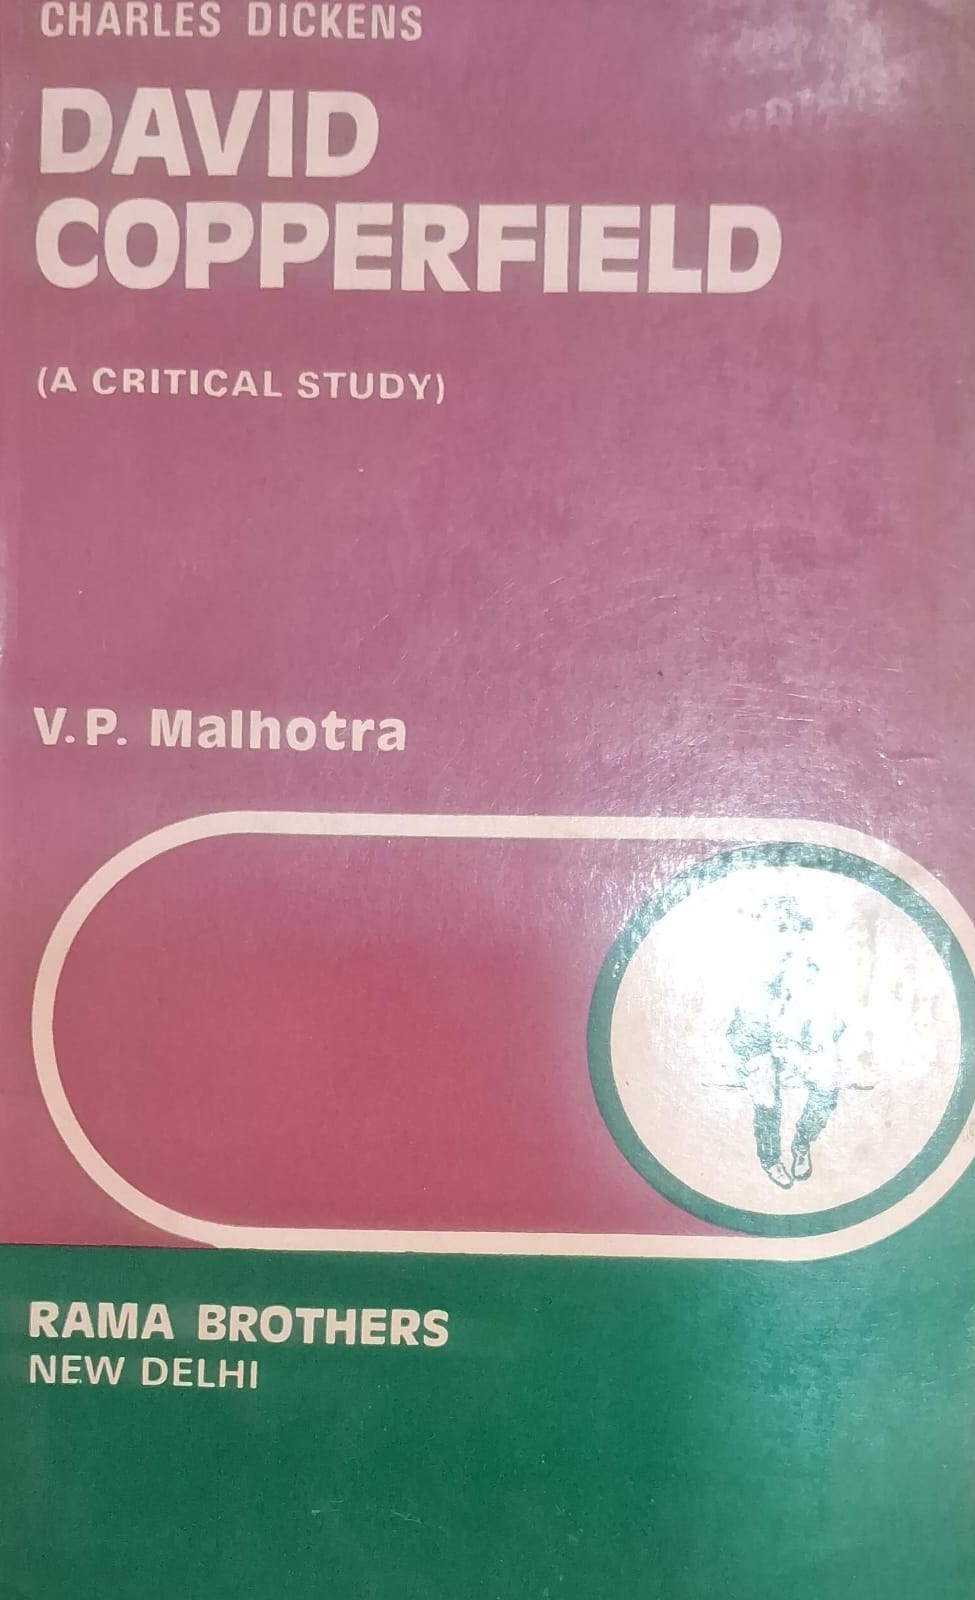 CHARLES DICKENS
DAVID
COPPERFIELD
(A CRITICAL STUDY)
V.P. Malhotra
RAMA BROTHERS
NEW DELHI